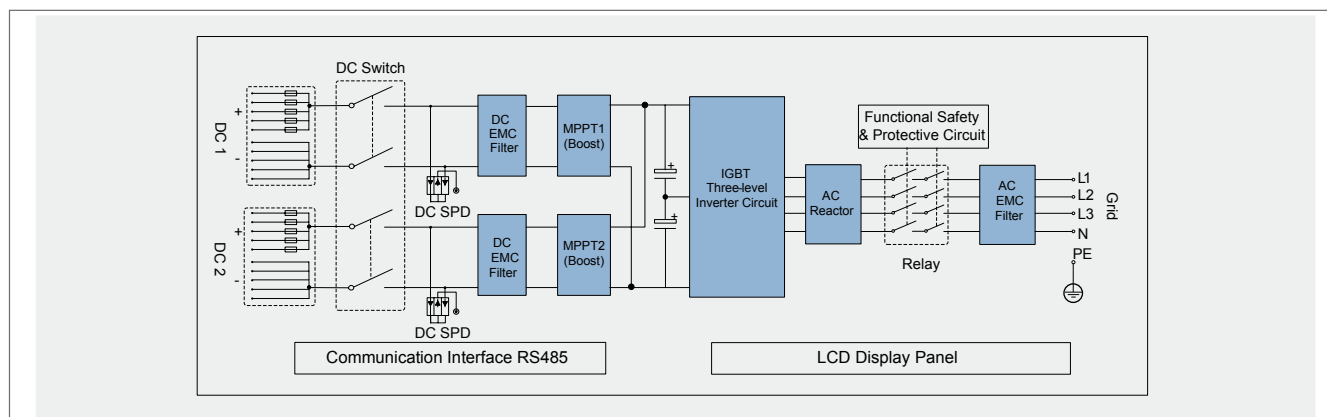 DC Switch
+
DC 1
-
DC
EMC
Filter
MPPT1
(Boost)
DC SPD
+
+
IGBT
Three-level
Inverter Circuit
AC
Reactor
Functional Safety
& Protective Circuit
Relay
AC
EMC
Filter
L1
L2
L3
N
Grid
PE
+
DC 2
-
DC
EMC
Filter
MPPT2
(Boost)
DC SPD
Communication Interface RS485
LCD Display Panel